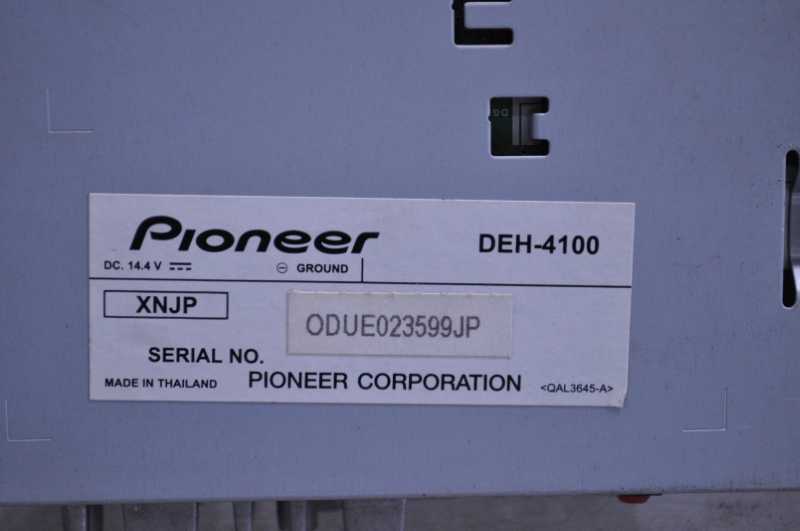 Pioneer DEH-4100
DC. 14.4 V ⎓ ⊖ GROUND
XNJP
ODUE023599JP
SERIAL NO.
MADE IN THAILAND PIONEER CORPORATION <QAL3645-A>